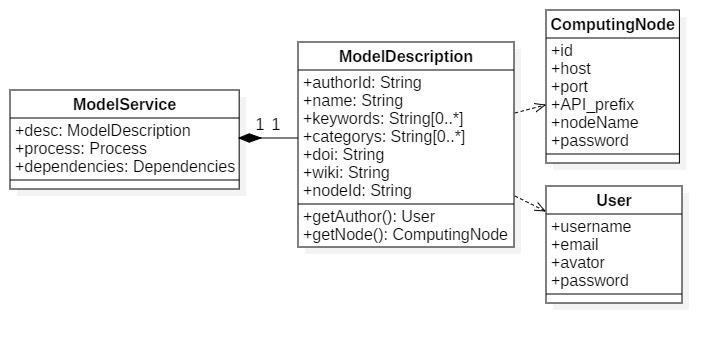 ModelService
+desc: ModelDescription
+process: Process
+dependencies: Dependencies
1 1
ModelDescription
+authorId: String
+name: String
+keywords: String[0..*]
+categorys: String[0..*]
+doi: String
+wiki: String
+nodeId: String
+getAuthor(): User
+getNode(): ComputingNode
ComputingNode
+id
+host
+port
+API_prefix
+nodeName
+password
User
+username
+email
+avator
+password